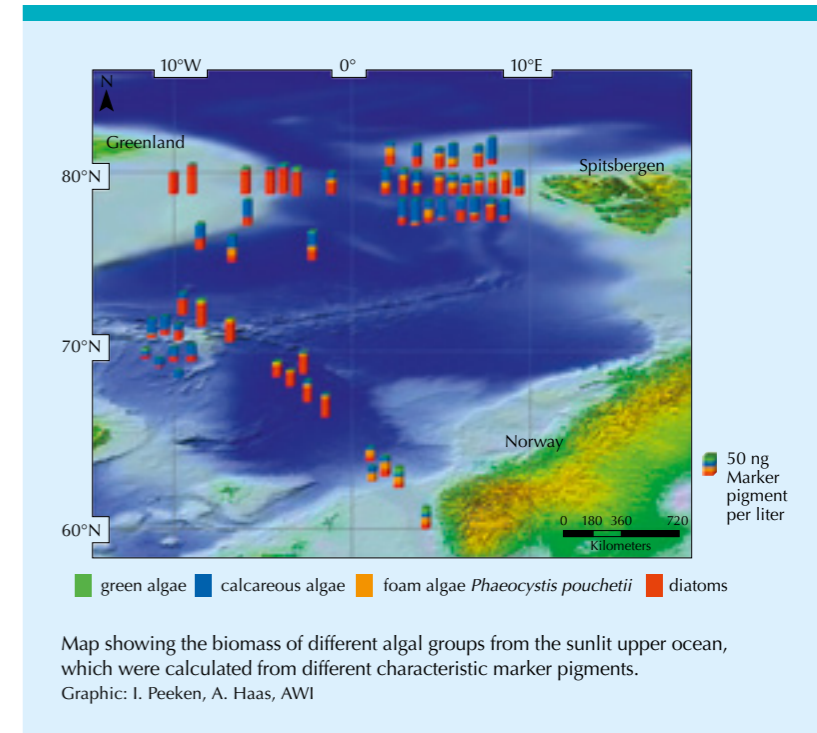 10°W 0° 10°E
N
Greenland
Spitsbergen
80°N
70°N
Norway
50 ng
Marker
pigment
per liter
0 180 360 720
Kilometers
60°N
green algae calcareous algae foam algae Phaeocystis pouchetii diatoms
Map showing the biomass of different algal groups from the sunlit upper ocean,
which were calculated from different characteristic marker pigments.
Graphic: I. Peeken, A. Haas, AWI